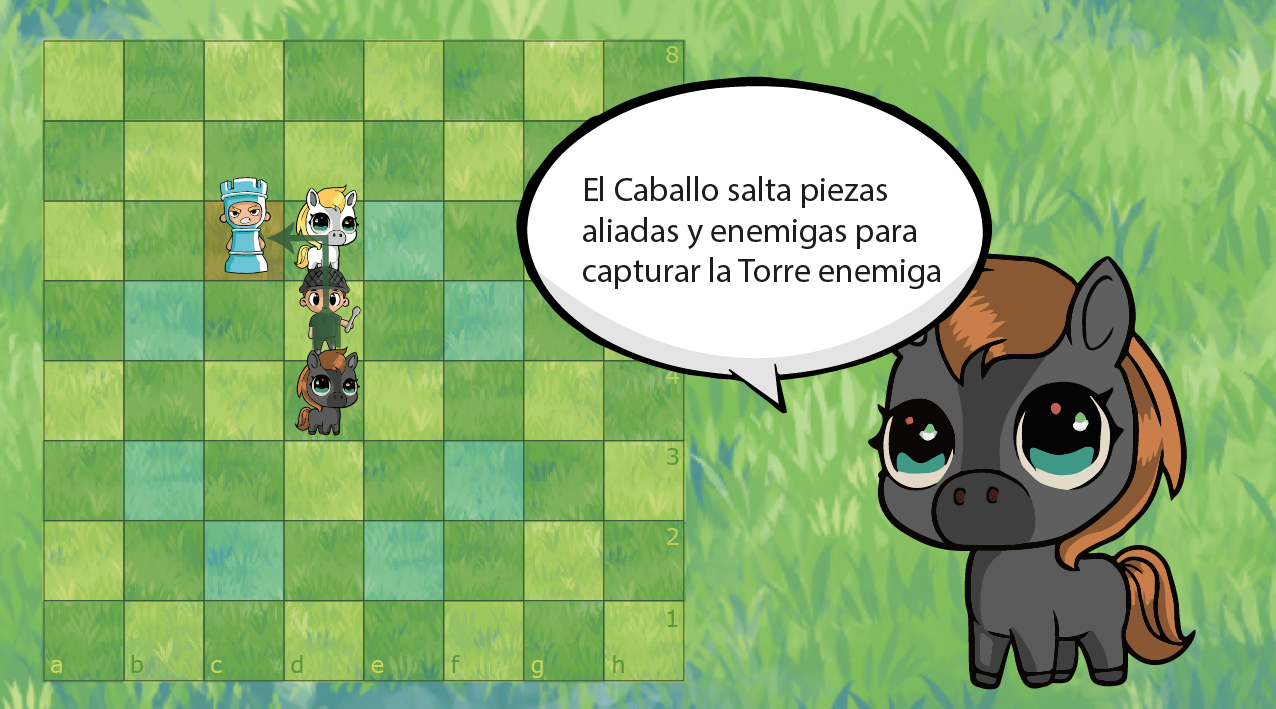 8
El Caballo salta piezas
aliadas y enemigas para
capturar la Torre enemiga
4
3
2
1
a b c d e f g h